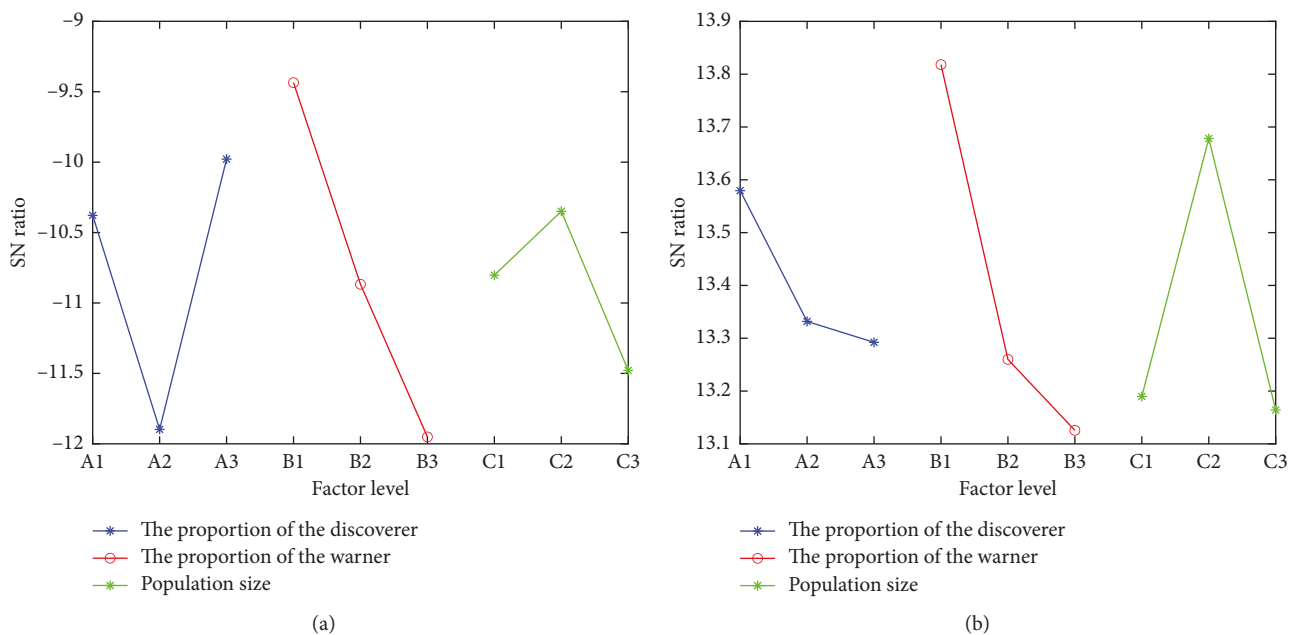 −9
−9.5
−10
−10.5
−11
−11.5
−12
SN ratio
A1 A2 A3 B1 B2 B3 C1 C2 C3
Factor level
The proportion of the discoverer
The proportion of the warner
Population size
(a)
13.9
13.8
13.7
13.6
13.5
13.4
13.3
13.2
13.1
SN ratio
A1 A2 A3 B1 B2 B3 C1 C2 C3
Factor level
The proportion of the discoverer
The proportion of the warner
Population size
(b)